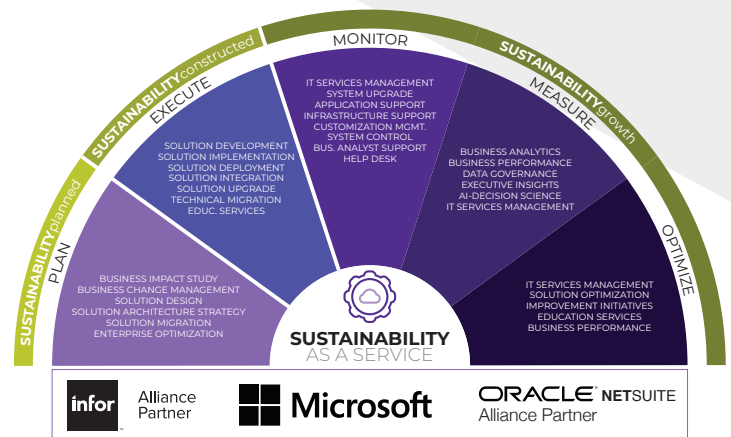 SUSTAINABILITYplanned
PLAN
BUSINESS IMPACT STUDY
BUSINESS CHANGE MANAGEMENT
SOLUTION DESIGN
SOLUTION ARCHITECTURE STRATEGY
SOLUTION MIGRATION
ENTERPRISE OPTIMIZATION
SUSTAINABILITYconstructed
EXECUTE
SOLUTION DEVELOPMENT
SOLUTION IMPLEMENTATION
SOLUTION DEPLOYMENT
SOLUTION INTEGRATION
SOLUTION UPGRADE
TECHNICAL MIGRATION
EDUC. SERVICES
MONITOR
IT SERVICES MANAGEMENT
SYSTEM UPGRADE
APPLICATION SUPPORT
INFRASTRUCTURE SUPPORT
CUSTOMIZATION MGMT.
SYSTEM CONTROL
BUS. ANALYST SUPPORT
HELP DESK
SUSTAINABILITYgrowth
MEASURE
BUSINESS ANALYTICS
BUSINESS PERFORMANCE
DATA GOVERNANCE
EXECUTIVE INSIGHTS
AI-DECISION SCIENCE
IT SERVICES MANAGEMENT
OPTIMIZE
IT SERVICES MANAGEMENT
SOLUTION OPTIMIZATION
IMPROVEMENT INITIATIVES
EDUCATION SERVICES
BUSINESS PERFORMANCE
SUSTAINABILITY
AS A SERVICE
infor
Alliance
Partner
Microsoft
ORACLE NETSUITE
Alliance Partner